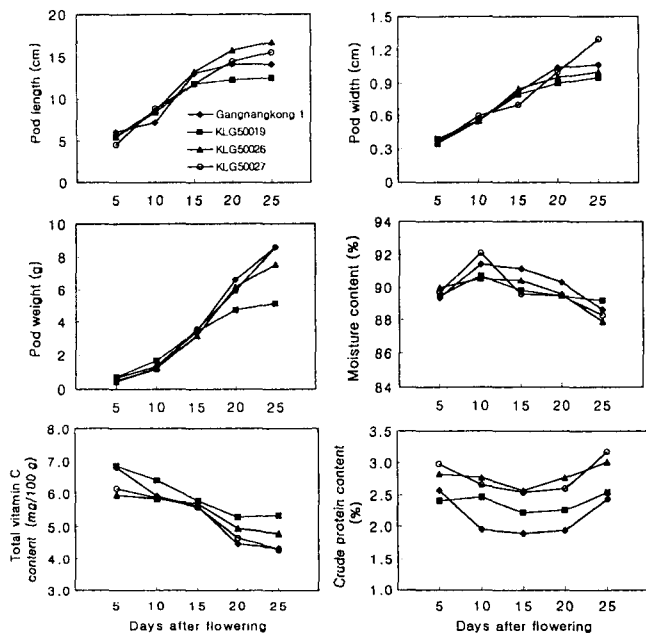 20
15
10
5
0
Pod length (cm)
Gangnangkong 1
KLG50019
KLG50026
KLG50027
5 10 15 20 25
1.5
1.2
0.9
0.6
0.3
0
Pod width (cm)
5 10 15 20 25
10
8
6
4
2
0
Pod weight (g)
5 10 15 20 25
94
92
90
88
86
84
Moisture content (%)
5 10 15 20 25
8.0
7.0
6.0
5.0
4.0
3.0
Total vitamin C
content (mg/100 g)
5 10 15 20 25
Days after flowering
3.5
3.0
2.5
2.0
1.5
1.0
Crude protein content
(%)
5 10 15 20 25
Days after flowering